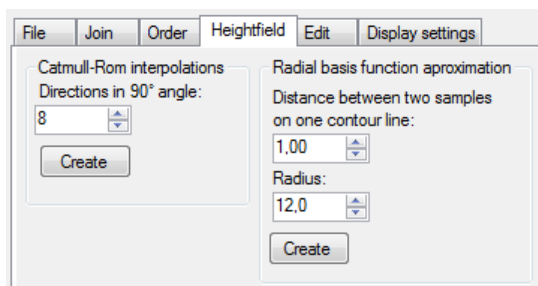 File Join Order Heightfield Edit Display settings
Catmull-Rom interpolations
Directions in 90° angle:
8
Create
Radial basis function aproximation
Distance between two samples
on one contour line:
1,00
Radius:
12,0
Create